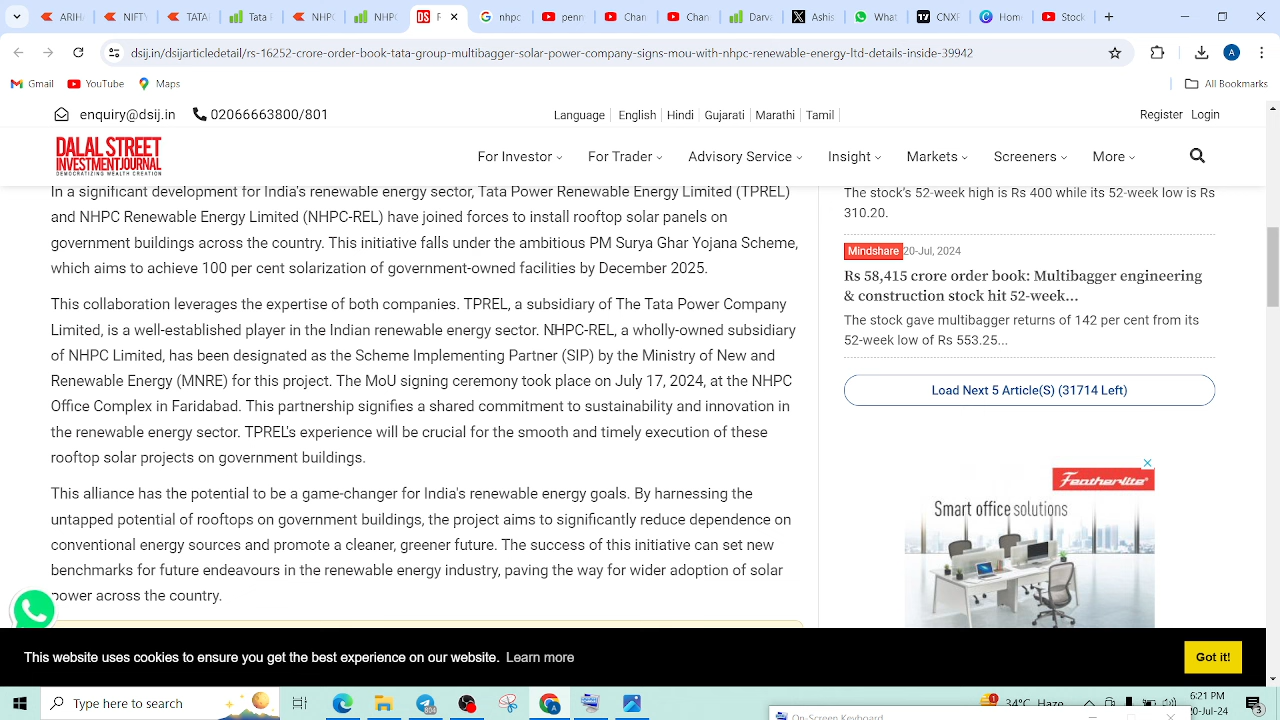 dsij.in/dsijarticledetail/rs-16252-crore-order-book-tata-group-multibagger-stock-joins-hands-with-nhpc-renewable-energy-ltd-details-inside-39942
A
Gmail
YouTube
Maps
All Bookmarks
enquiry@dsij.in
02066663800/801
Language
English
Hindi
Gujarati
Marathi
Tamil
Register
Login
DALAL STREET
INVESTMENT JOURNAL
DEMOCRATIZING WEALTH CREATION
For Investor
For Trader
Advisory Service
Insight
Markets
Screeners
More
In a significant development for India's renewable energy sector, Tata Power Renewable Energy Limited (TPREL)
and NHPC Renewable Energy Limited (NHPC-REL) have joined forces to install rooftop solar panels on
government buildings across the country. This initiative falls under the ambitious PM Surya Ghar Yojana Scheme,
which aims to achieve 100 per cent solarization of government-owned facilities by December 2025.
This collaboration leverages the expertise of both companies. TPREL, a subsidiary of The Tata Power Company
Limited, is a well-established player in the Indian renewable energy sector. NHPC-REL, a wholly-owned subsidiary
of NHPC Limited, has been designated as the Scheme Implementing Partner (SIP) by the Ministry of New and
Renewable Energy (MNRE) for this project. The MoU signing ceremony took place on July 17, 2024, at the NHPC
Office Complex in Faridabad. This partnership signifies a shared commitment to sustainability and innovation in
the renewable energy sector. TPREL's experience will be crucial for the smooth and timely execution of these
rooftop solar projects on government buildings.
This alliance has the potential to be a game-changer for India's renewable energy goals. By harnessing the
untapped potential of rooftops on government buildings, the project aims to significantly reduce dependence on
conventional energy sources and promote a cleaner, greener future. The success of this initiative can set new
benchmarks for future endeavours in the renewable energy industry, paving the way for wider adoption of solar
power across the country.
The stock's 52-week high is Rs 400 while its 52-week low is Rs
310.20.
Mindshare 20-Jul, 2024
Rs 58,415 crore order book: Multibagger engineering
& construction stock hit 52-week...
The stock gave multibagger returns of 142 per cent from its
52-week low of Rs 553.25...
Load Next 5 Article(S) (31714 Left)
Featherlite
Smart office solutions
This website uses cookies to ensure you get the best experience on our website. Learn more
Got it!
Type here to search
34°C Haze
6:21 PM
20-Jul-24
On-Screen Keyboard